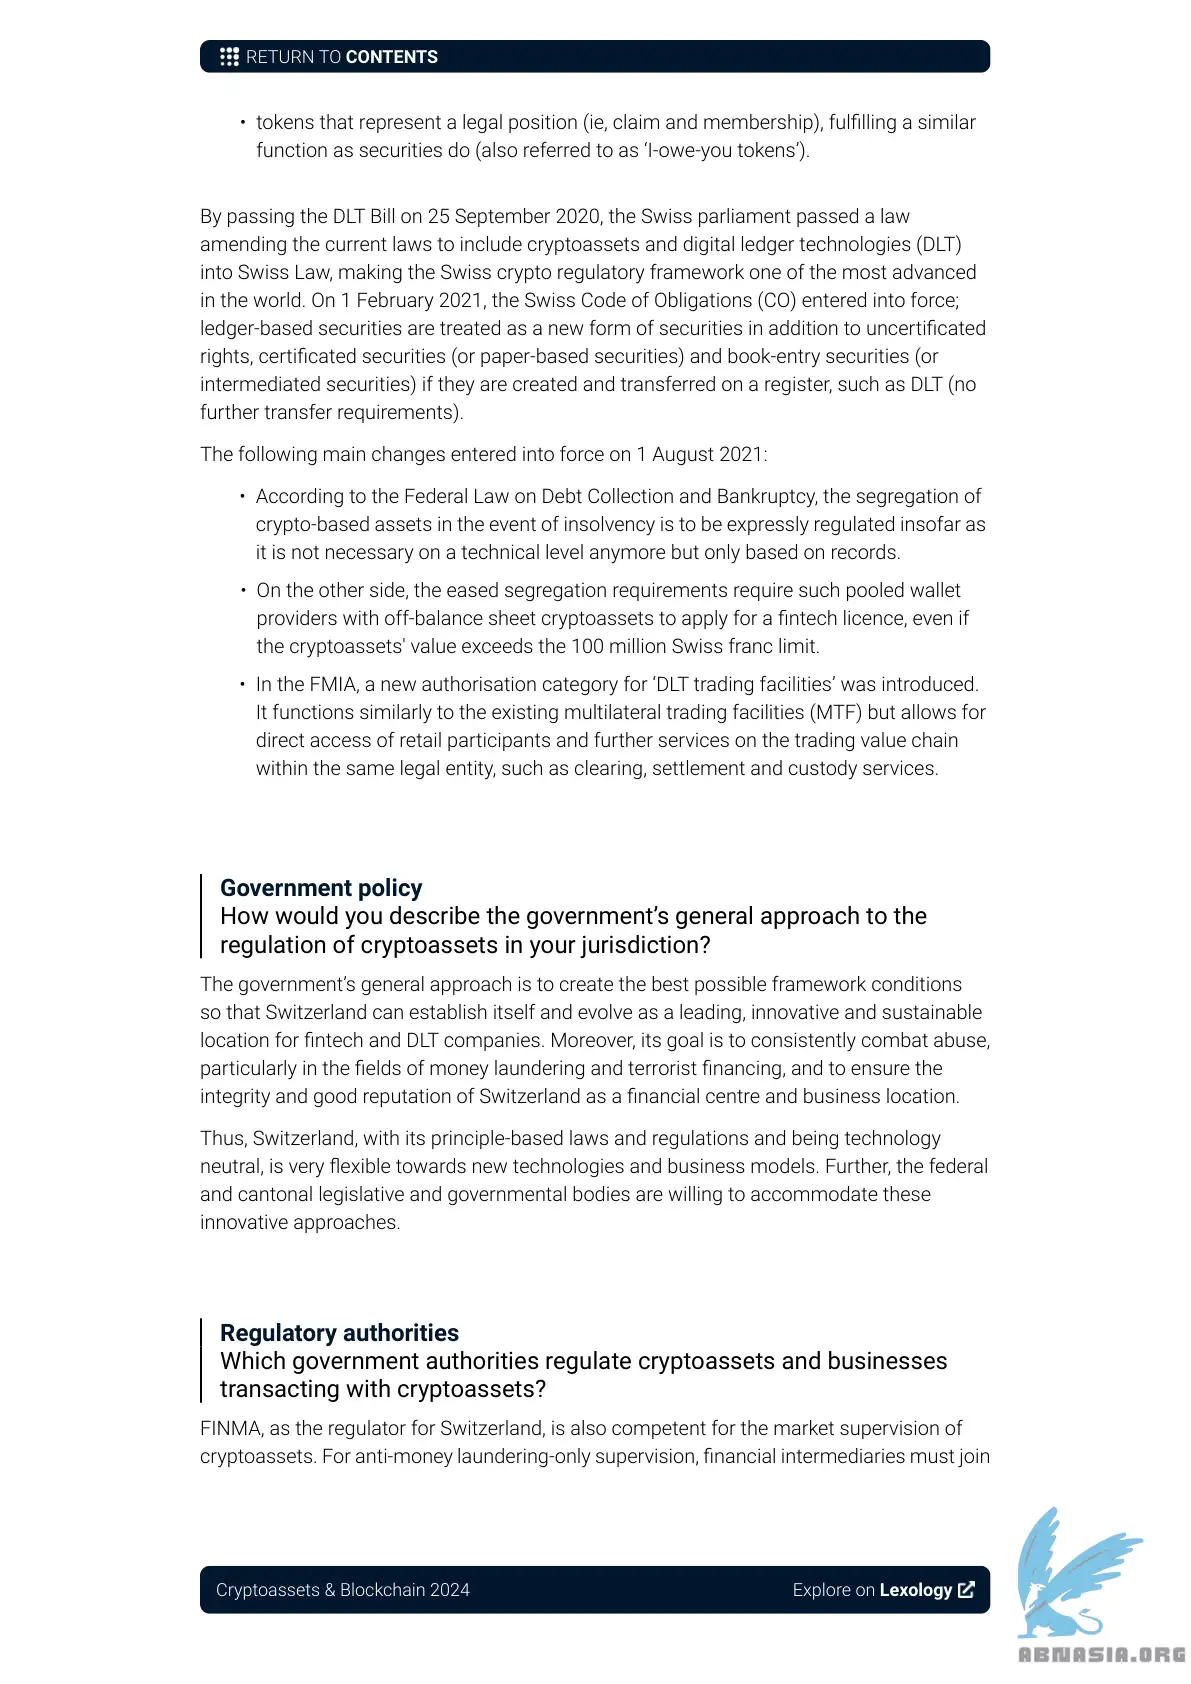 RETURN TO CONTENTS
• tokens that represent a legal position (ie, claim and membership), fulfilling a similar
function as securities do (also referred to as ‘I-owe-you tokens’).
By passing the DLT Bill on 25 September 2020, the Swiss parliament passed a law
amending the current laws to include cryptoassets and digital ledger technologies (DLT)
into Swiss Law, making the Swiss crypto regulatory framework one of the most advanced
in the world. On 1 February 2021, the Swiss Code of Obligations (CO) entered into force;
ledger-based securities are treated as a new form of securities in addition to uncertificated
rights, certificated securities (or paper-based securities) and book-entry securities (or
intermediated securities) if they are created and transferred on a register, such as DLT (no
further transfer requirements).
The following main changes entered into force on 1 August 2021:
• According to the Federal Law on Debt Collection and Bankruptcy, the segregation of
crypto-based assets in the event of insolvency is to be expressly regulated insofar as
it is not necessary on a technical level anymore but only based on records.
• On the other side, the eased segregation requirements require such pooled wallet
providers with off-balance sheet cryptoassets to apply for a fintech licence, even if
the cryptoassets' value exceeds the 100 million Swiss franc limit.
• In the FMIA, a new authorisation category for ‘DLT trading facilities’ was introduced.
It functions similarly to the existing multilateral trading facilities (MTF) but allows for
direct access of retail participants and further services on the trading value chain
within the same legal entity, such as clearing, settlement and custody services.
Government policy
How would you describe the government’s general approach to the
regulation of cryptoassets in your jurisdiction?
The government’s general approach is to create the best possible framework conditions
so that Switzerland can establish itself and evolve as a leading, innovative and sustainable
location for fintech and DLT companies. Moreover, its goal is to consistently combat abuse,
particularly in the fields of money laundering and terrorist financing, and to ensure the
integrity and good reputation of Switzerland as a financial centre and business location.
Thus, Switzerland, with its principle-based laws and regulations and being technology
neutral, is very flexible towards new technologies and business models. Further, the federal
and cantonal legislative and governmental bodies are willing to accommodate these
innovative approaches.
Regulatory authorities
Which government authorities regulate cryptoassets and businesses
transacting with cryptoassets?
FINMA, as the regulator for Switzerland, is also competent for the market supervision of
cryptoassets. For anti-money laundering-only supervision, financial intermediaries must join
Cryptoassets & Blockchain 2024
Explore on Lexology
ABNASIA.ORG